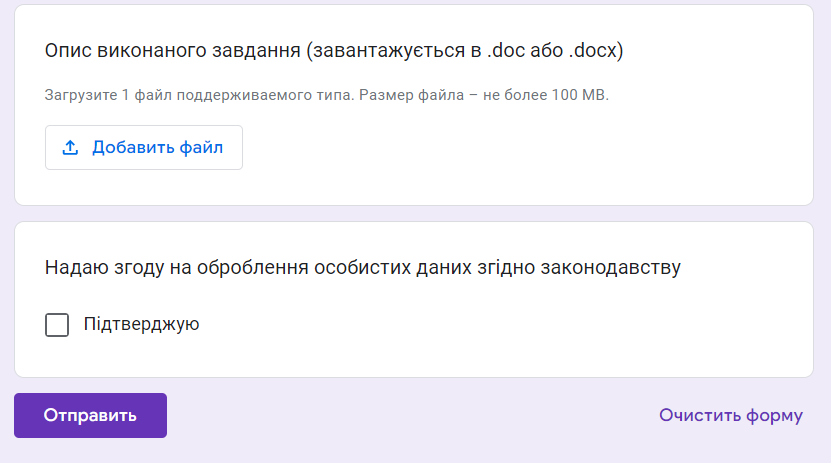 Опис виконаного завдання (завантажується в .doc або .docx)
Загрузите 1 файл поддерживаемого типа. Размер файла – не более 100 MB.
Добавить файл
Надаю згоду на оброблення особистих даних згідно законодавству
Підтверджую
Отправить
Очистить форму